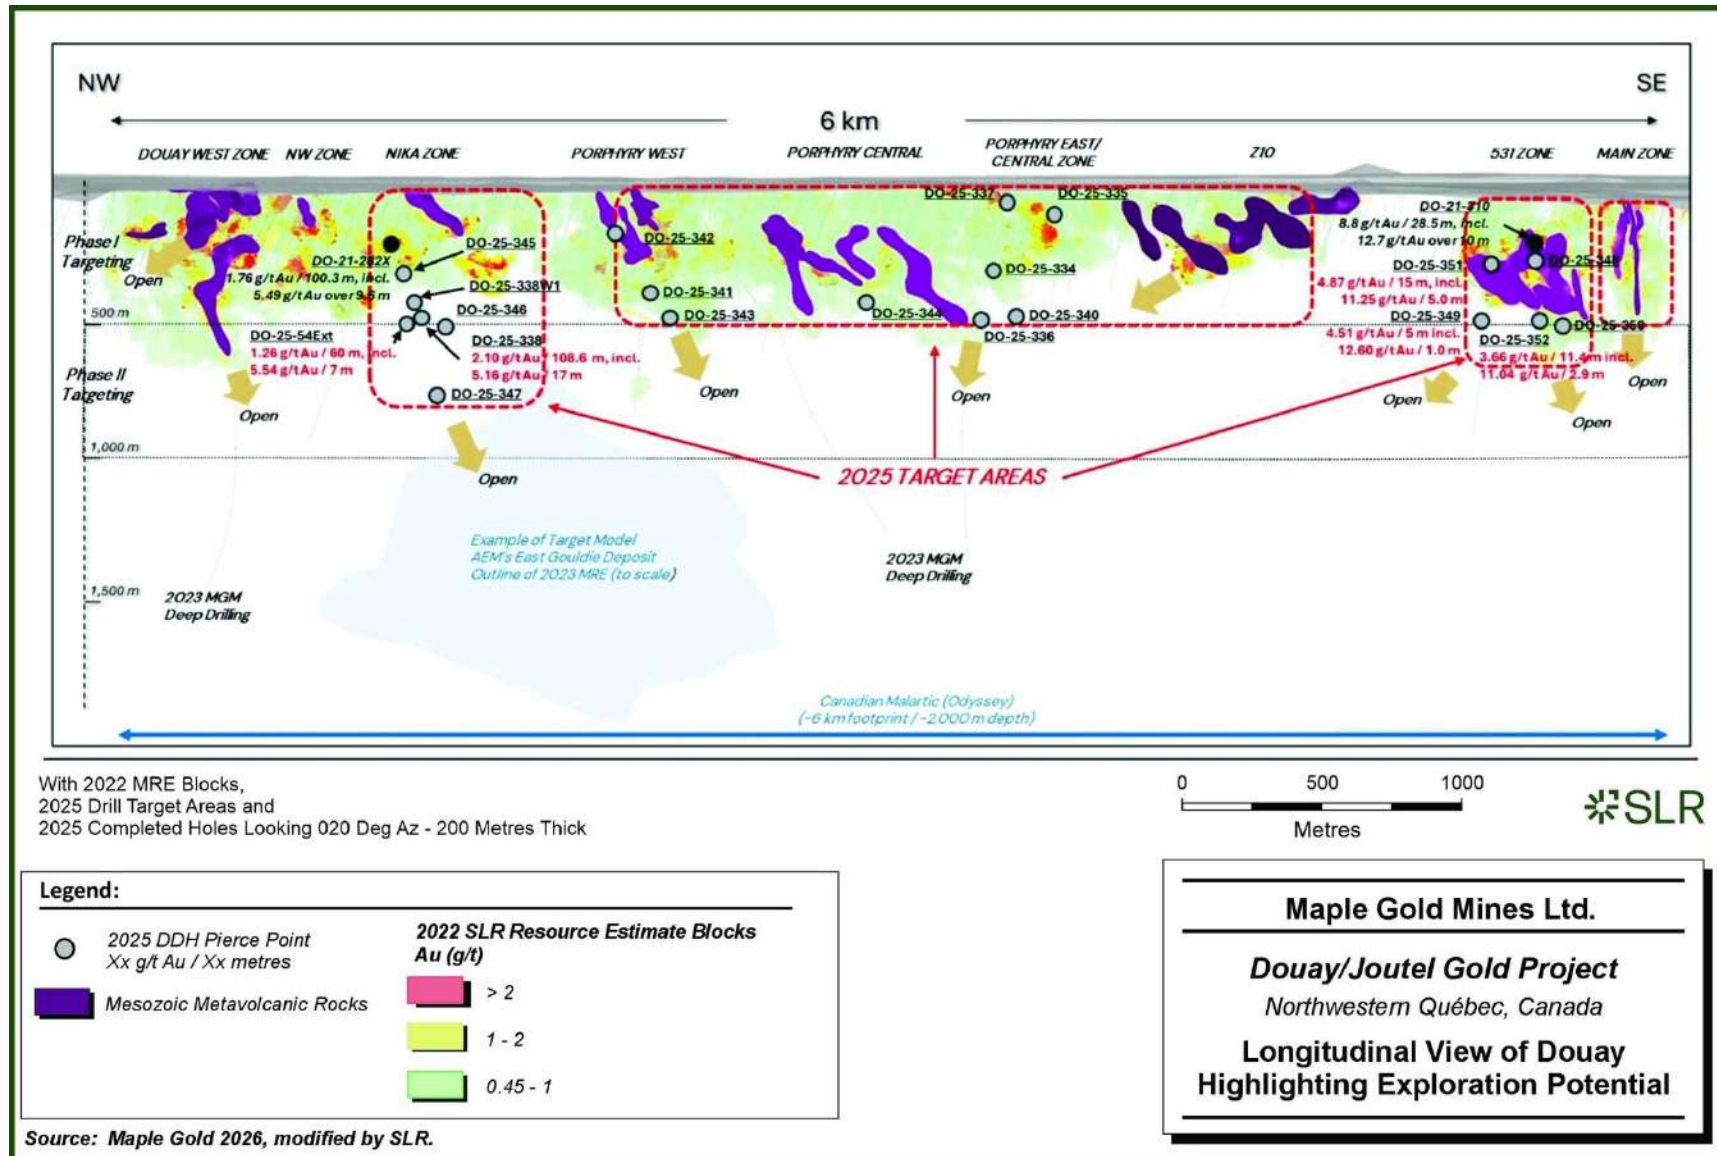 NW
SE
6 km
DOUAY WEST ZONE
NW ZONE
NIKA ZONE
PORPHYRY WEST
PORPHYRY CENTRAL
PORPHYRY EAST/
CENTRAL ZONE
Z10
531 ZONE
MAIN ZONE
Phase I
Targeting
Open
DO-25-345
DO-21-282X
1.76 g/t Au / 100.3 m, incl.
5.49 g/t Au over 9.6 m
DO-25-338W1
DO-25-346
DO-25-54Ext
1.26 g/t Au / 60 m, incl.
5.54 g/t Au / 7 m
DO-25-338
2.10 g/t Au / 108.6 m, incl.
5.16 g/t Au / 17 m
DO-25-347
DO-25-342
DO-25-341
DO-25-343
DO-25-337
DO-25-335
DO-25-334
DO-25-344
DO-25-340
DO-25-336
DO-21-310
8.8 g/t Au / 28.5 m, incl.
12.7 g/t Au over 10 m
DO-25-351
DO-25-348
4.87 g/t Au / 15 m, incl.
11.25 g/t Au / 5.0 m
DO-25-349
DO-25-350
4.51 g/t Au / 5 m incl.
12.60 g/t Au / 1.0 m
DO-25-352
3.66 g/t Au / 11.4 m incl.
11.04 g/t Au / 2.9 m
500 m
Phase II
Targeting
Open
Open
Open
Open
Open
Open
Open
1,000 m
2025 TARGET AREAS
Example of Target Model
AEM's East Gouldie Deposit
Outline of 2023 MRE (to scale)
2023 MGM
Deep Drilling
1,500 m
2023 MGM
Deep Drilling
Canadian Malartic (Odyssey)
(~6 km footprint / ~2,000 m depth)
With 2022 MRE Blocks,
2025 Drill Target Areas and
2025 Completed Holes Looking 020 Deg Az - 200 Metres Thick
0 500 1000
Metres
SLR
Legend:
2025 DDH Pierce Point
Xx g/t Au / Xx metres
Mesozoic Metavolcanic Rocks
2022 SLR Resource Estimate Blocks
Au (g/t)
> 2
1 - 2
0.45 - 1
Maple Gold Mines Ltd.
Douay/Joutel Gold Project
Northwestern Québec, Canada
Longitudinal View of Douay
Highlighting Exploration Potential
Source: Maple Gold 2026, modified by SLR.